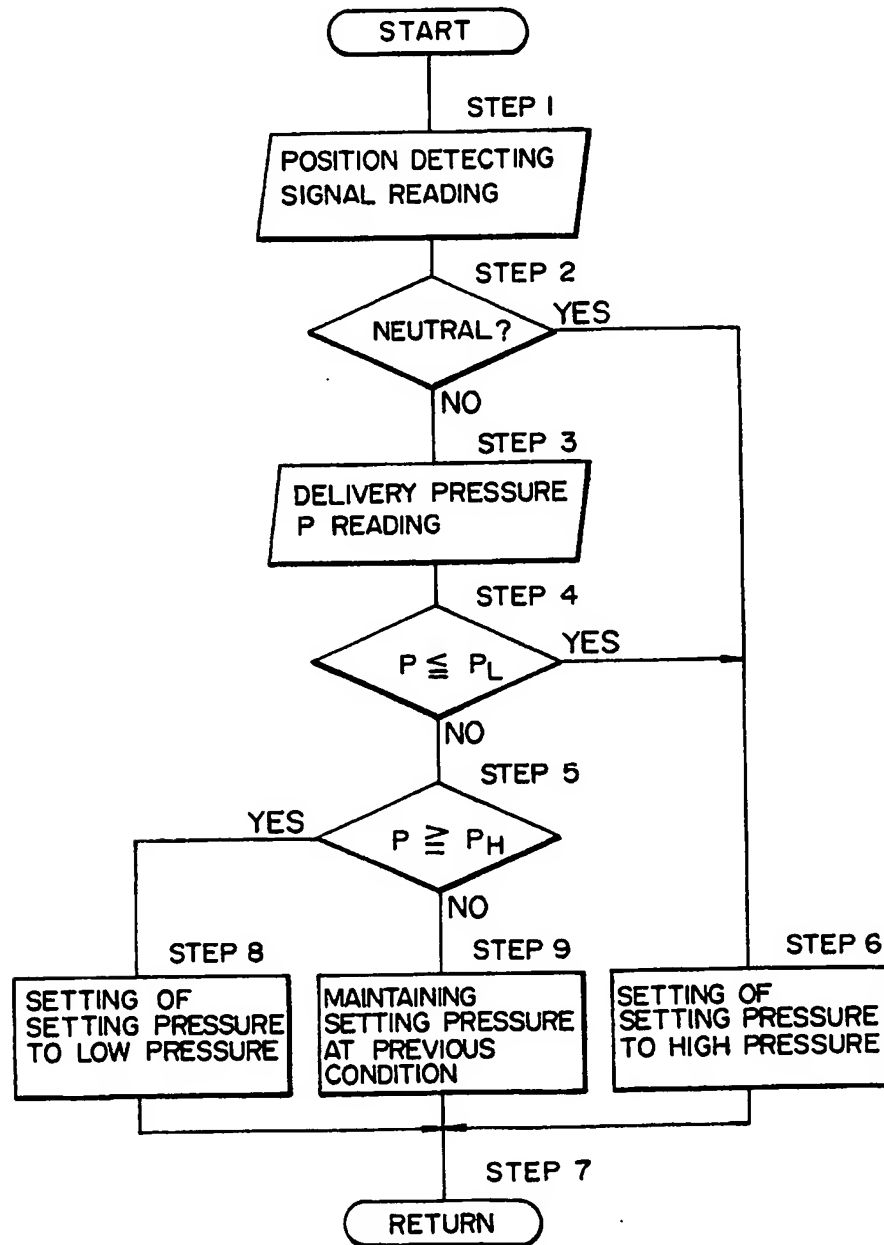 START
STEP 1
POSITION DETECTING
SIGNAL READING
STEP 2
NEUTRAL?
YES
NO
STEP 3
DELIVERY PRESSURE
P READING
STEP 4
P ≦ PL
YES
NO
STEP 5
YES
P ≧ PH
NO
STEP 8
SETTING OF
SETTING PRESSURE
TO LOW PRESSURE
STEP 9
MAINTAINING
SETTING PRESSURE
AT PREVIOUS
CONDITION
STEP 6
SETTING OF
SETTING PRESSURE
TO HIGH PRESSURE
STEP 7
RETURN